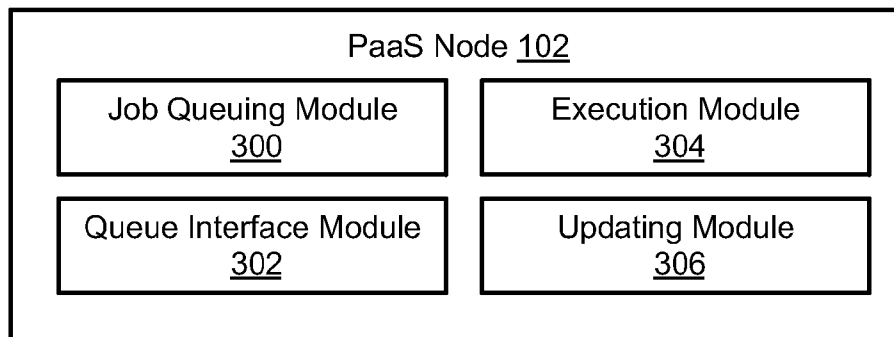 PaaS Node 102
Job Queuing Module
300
Execution Module
304
Queue Interface Module
302
Updating Module
306